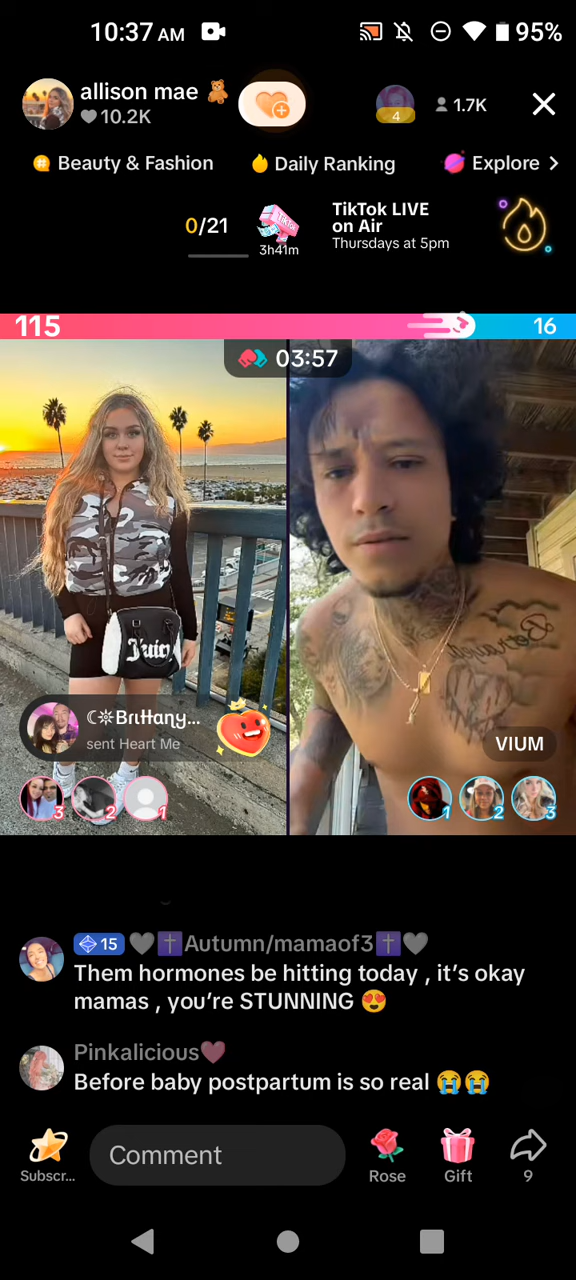 10:37 AM
95%
allison mae 🧸
10.2K
4
1.7K
Beauty & Fashion
Daily Ranking
Explore >
0/21
TikTok
3h41m
TikTok LIVE
on Air
Thursdays at 5pm
115
16
03:57
☾☼Brıttany...
sent Heart Me
VIUM
3
2
1
1
2
3
15 🩶✝️Autumn/mamaof3✝️🩶
Them hormones be hitting today , it's okay
mamas , you're STUNNING 😍
Pinkalicious🩷
Before baby postpartum is so real 😭😭
Subscr...
Comment
Rose
Gift
9